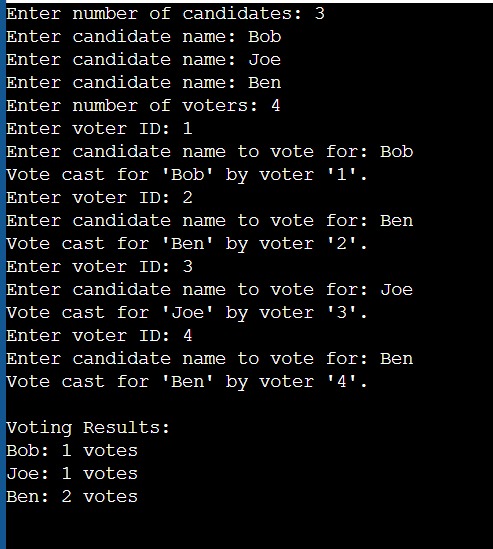 Enter number of candidates: 3
Enter candidate name: Bob
Enter candidate name: Joe
Enter candidate name: Ben
Enter number of voters: 4
Enter voter ID: 1
Enter candidate name to vote for: Bob
Vote cast for 'Bob' by voter '1'.
Enter voter ID: 2
Enter candidate name to vote for: Ben
Vote cast for 'Ben' by voter '2'.
Enter voter ID: 3
Enter candidate name to vote for: Joe
Vote cast for 'Joe' by voter '3'.
Enter voter ID: 4
Enter candidate name to vote for: Ben
Vote cast for 'Ben' by voter '4'.

Voting Results:
Bob: 1 votes
Joe: 1 votes
Ben: 2 votes